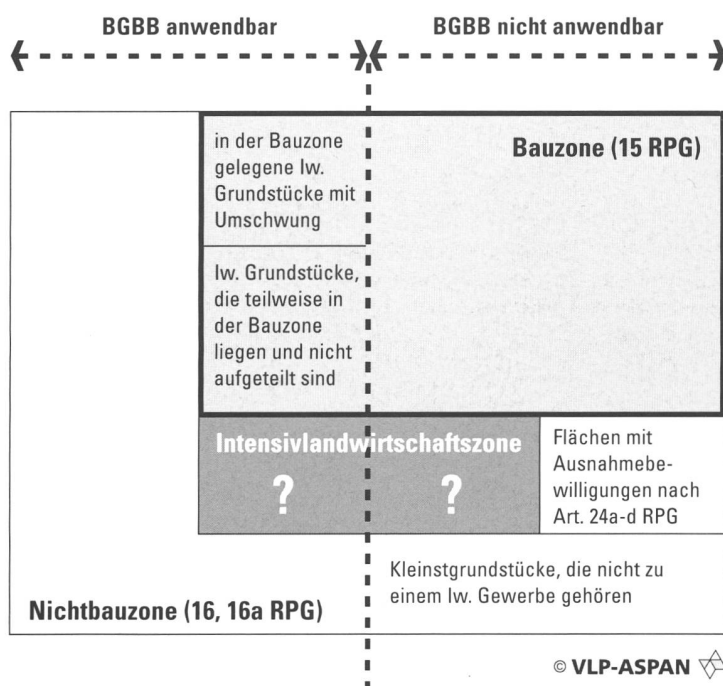 BGBB anwendbar
BGBB nicht anwendbar
in der Bauzone
gelegene lw.
Grundstücke mit
Umschwung
Bauzone (15 RPG)
lw. Grundstücke,
die teilweise in
der Bauzone
liegen und nicht
aufgeteilt sind
Intensivlandwirtschaftszone
?
?
Flächen mit
Ausnahmebe-
willigungen nach
Art. 24a-d RPG
Kleinstgrundstücke, die nicht zu
einem lw. Gewerbe gehören
Nichtbauzone (16, 16a RPG)
© VLP-ASPAN